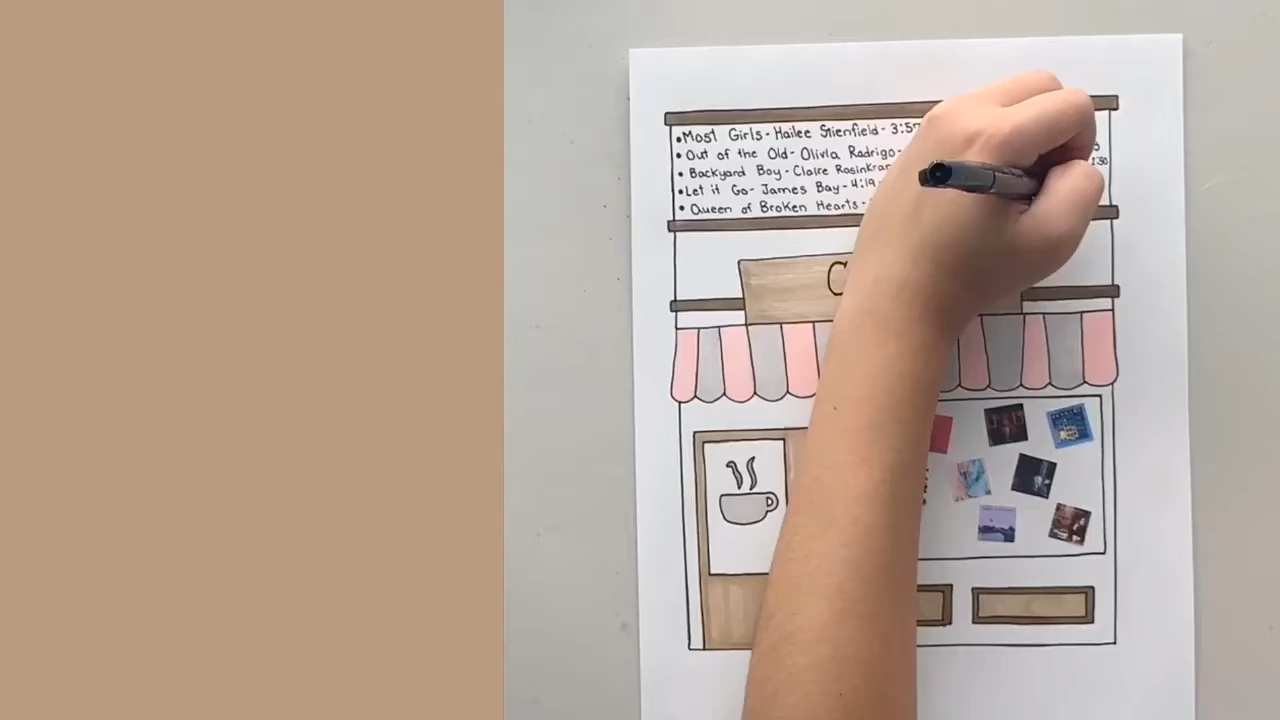 •Most Girls-Hailee Stienfield-3:57
• Out of the Old- Olivia Rodrigo-
• Backyard Boy-Claire Rosinkran
•Let it Go- James Bay-4:19
• Queen of Broken Hearts-
C